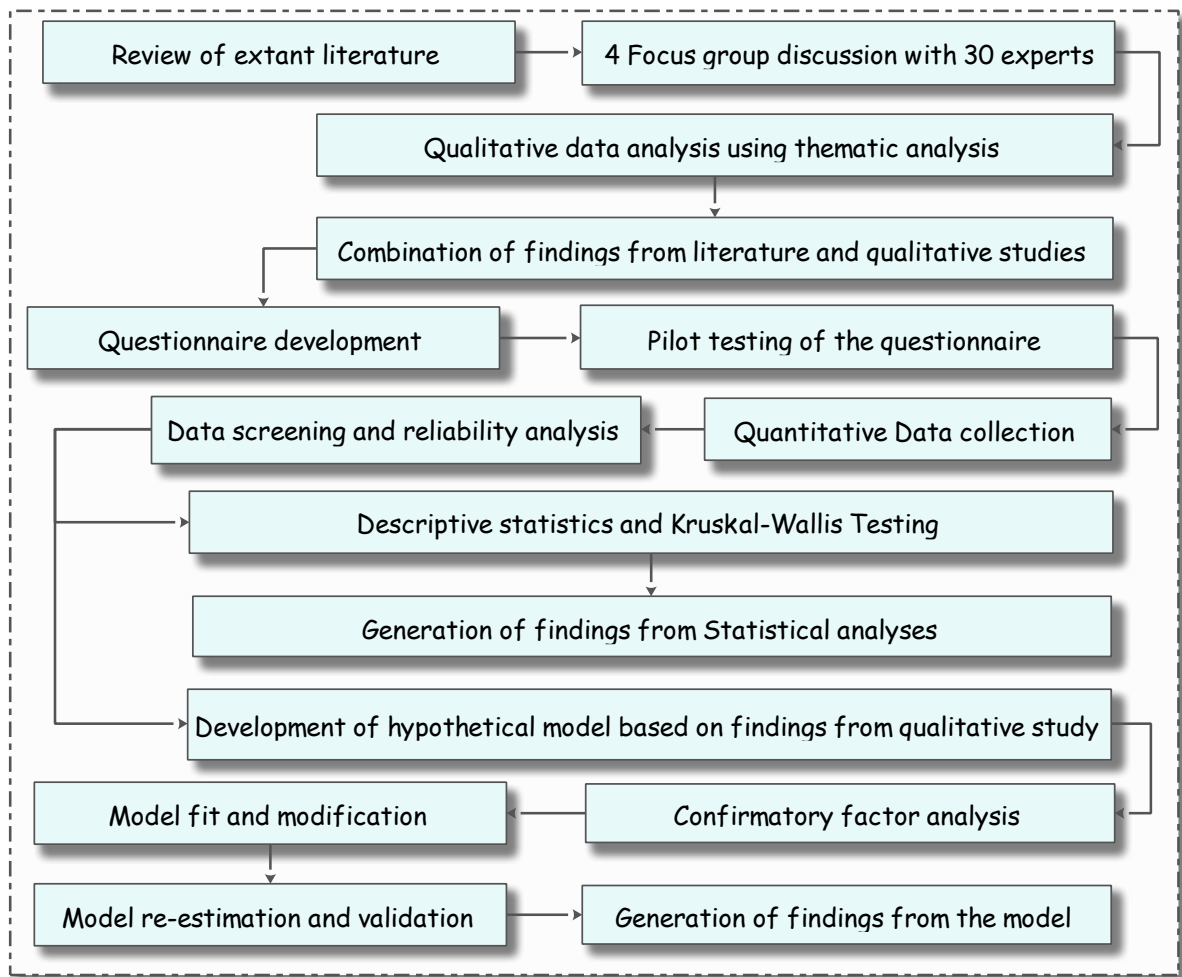 Review of extant literature
4 Focus group discussion with 30 experts
Qualitative data analysis using thematic analysis
Combination of findings from literature and qualitative studies
Questionnaire development
Pilot testing of the questionnaire
Data screening and reliability analysis
Quantitative Data collection
Descriptive statistics and Kruskal-Wallis Testing
Generation of findings from Statistical analyses
Development of hypothetical model based on findings from qualitative study
Model fit and modification
Confirmatory factor analysis
Model re-estimation and validation
Generation of findings from the model